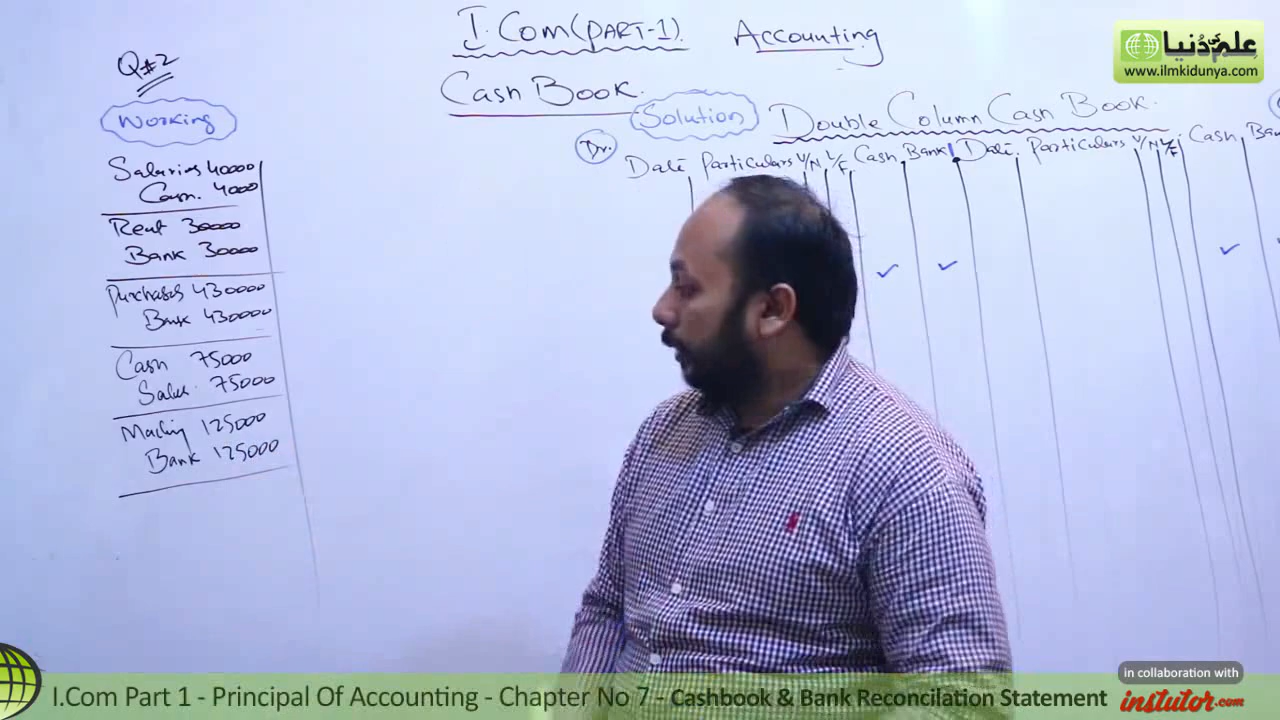 I.Com (PART-1) Accounting
Q#2
Cash Book
علم کی دنیا
www.ilmkidunya.com
Working
Salaries 40000
Cash. 4000
Rent 30000
Bank 30000
Purchases 430000
Bank 430000
Cash 75000
Sales 75000
Bank 125000
125000
Solution
Double Column Cash Book.
Dr.
Date Particulars V/N L/F Cash Bank Date Particulars V/N L/F Cash
in collaboration with
instutor.com
I.Com Part 1 - Principal Of Accounting - Chapter No 7 - Cashbook & Bank Reconcilation Statement